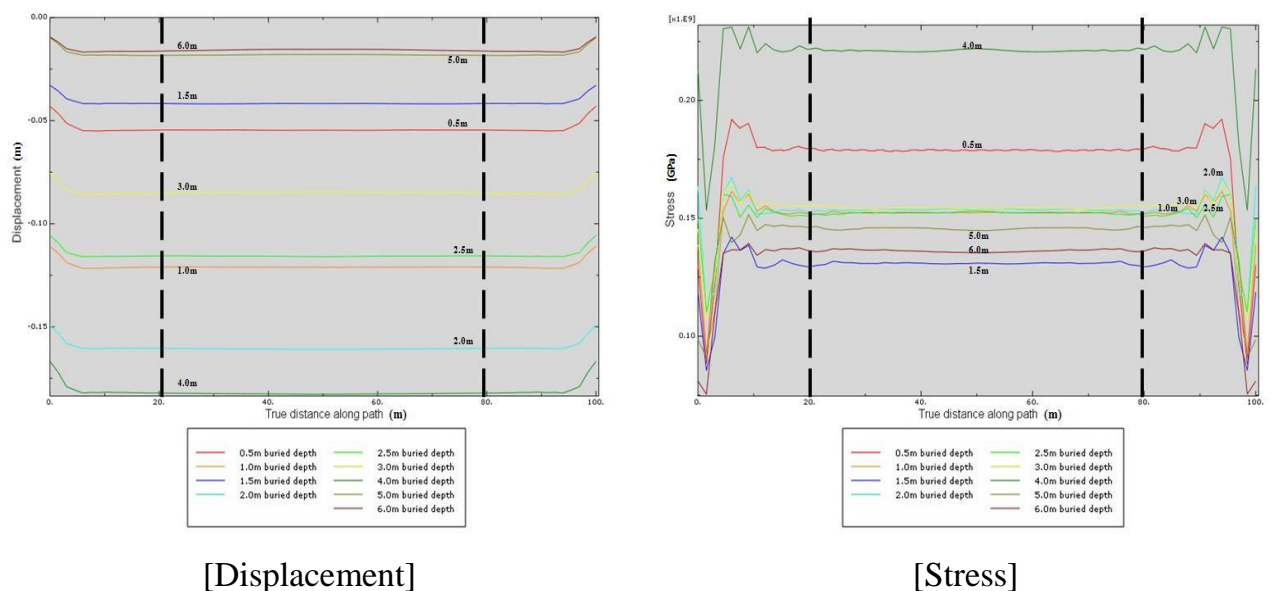 0.00
-0.05
-0.10
-0.15
Displacement (m)
6.0m
5.0m
1.5m
0.5m
3.0m
2.5m
1.0m
2.0m
4.0m
0. 20. 40. 60. 80. 100.
True distance along path (m)
0.5m buried depth
1.0m buried depth
1.5m buried depth
2.0m buried depth
2.5m buried depth
3.0m buried depth
4.0m buried depth
5.0m buried depth
6.0m buried depth
[Displacement]
[x1.E9]
0.20
0.15
0.10
Stress (GPa)
4.0m
0.5m
2.0m
3.0m
1.0m 2.5m
5.0m
6.0m
1.5m
0. 20. 40. 60. 80. 100.
True distance along path (m)
0.5m buried depth
1.0m buried depth
1.5m buried depth
2.0m buried depth
2.5m buried depth
3.0m buried depth
4.0m buried depth
5.0m buried depth
6.0m buried depth
[Stress]